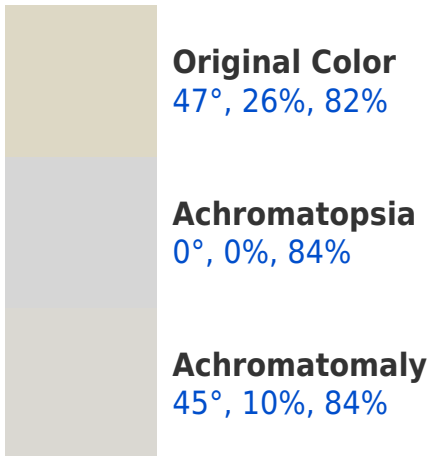 Original Color
47°, 26%, 82%
Achromatopsia
0°, 0%, 84%
Achromatomaly
45°, 10%, 84%